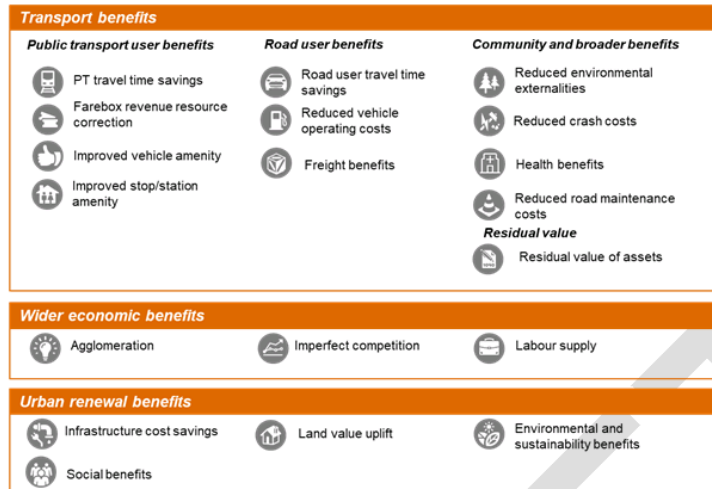 Transport benefits
Public transport user benefits
PT travel time savings
Farebox revenue resource
correction
Improved vehicle amenity
Improved stop/station
amenity
Road user benefits
Road user travel time
savings
Reduced vehicle
operating costs
Freight benefits
Community and broader benefits
Reduced environmental
externalities
Reduced crash costs
Health benefits
Reduced road maintenance
costs
Residual value
Residual value of assets
Wider economic benefits
Agglomeration
Imperfect competition
Labour supply
Urban renewal benefits
Infrastructure cost savings
Land value uplift
Environmental and
sustainability benefits
Social benefits